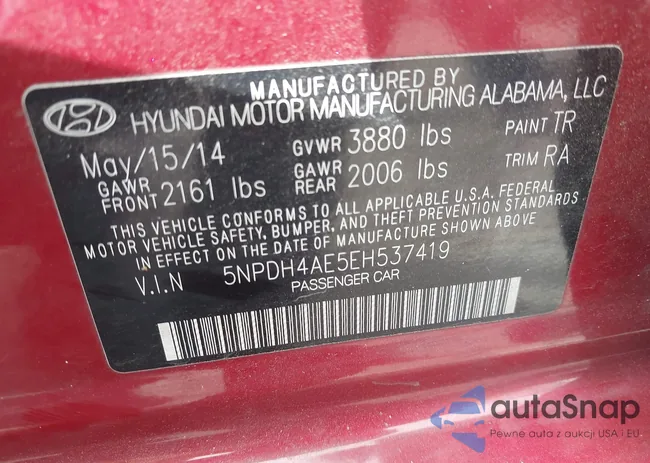 MANUFACTURED BY
HYUNDAI MOTOR MANUFACTURING ALABAMA, LLC
May/15/14 GVWR 3880 lbs PAINT TR
GAWR FRONT 2161 lbs GAWR REAR 2006 lbs TRIM RA
THIS VEHICLE CONFORMS TO ALL APPLICABLE U.S.A. FEDERAL
MOTOR VEHICLE SAFETY, BUMPER, AND THEFT PREVENTION STANDARDS
IN EFFECT ON THE DATE OF MANUFACTURE SHOWN ABOVE
V.I.N 5NPDH4AE5EH537419
PASSENGER CAR
autaSnap
Pewne auta z aukcji USA i EU